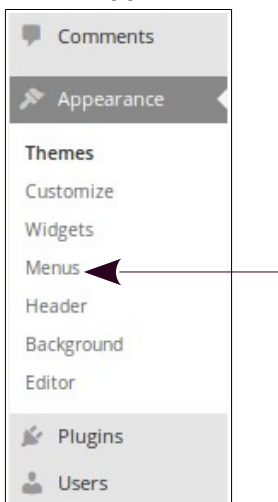 Comments
Appearance
Themes
Customize
Widgets
Menus
Header
Background
Editor
Plugins
Users